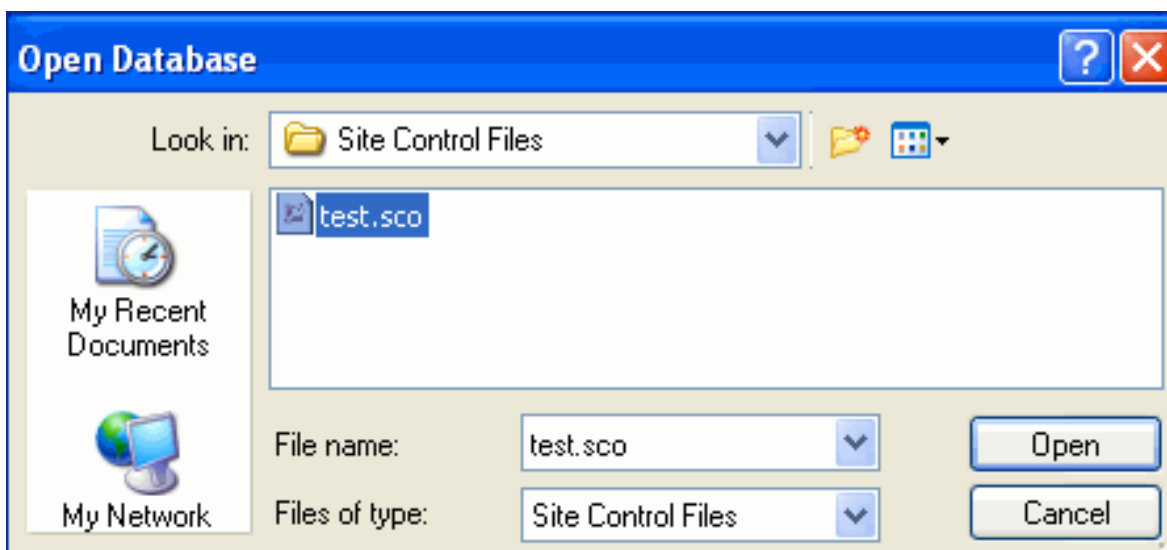 Open Database
Look in: Site Control Files
test.sco
My Recent
Documents
My Network
File name: test.sco Open
Files of type: Site Control Files Cancel